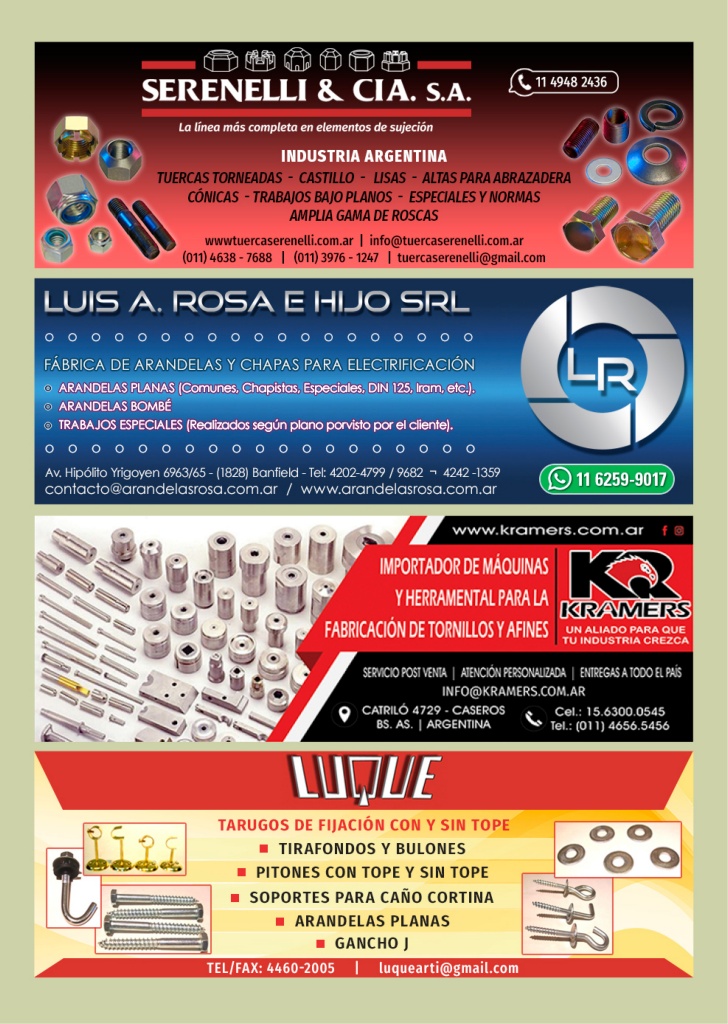 SERENELLI & CIA. S.A.
11 4948 2436
La línea más completa en elementos de sujeción
INDUSTRIA ARGENTINA
TUERCAS TORNEADAS - CASTILLO - LISAS - ALTAS PARA ABRAZADERA
CÓNICAS - TRABAJOS BAJO PLANOS - ESPECIALES Y NORMAS
AMPLIA GAMA DE ROSCAS
wwwtuercaserenelli.com.ar | info@tuercaserenelli.com.ar
(011) 4638 - 7688 | (011) 3976 - 1247 | tuercaserenelli@gmail.com
LUIS A. ROSA E HIJO SRL
FÁBRICA DE ARANDELAS Y CHAPAS PARA ELECTRIFICACIÓN
ARANDELAS PLANAS (Comunes, Chapistas, Especiales, DIN 125, Iram, etc.).
ARANDELAS BOMBÉ
TRABAJOS ESPECIALES (Realizados según plano porvisto por el cliente).
LR
Av. Hipólito Yrigoyen 6963/65 - (1828) Banfield - Tel: 4202-4799 / 9682 ¬ 4242 -1359
contacto@arandelasrosa.com.ar / www.arandelasrosa.com.ar
11 6259-9017
www.kramers.com.ar
IMPORTADOR DE MÁQUINAS
Y HERRAMENTAL PARA LA
FABRICACIÓN DE TORNILLOS Y AFINES
KR
KRAMERS
UN ALIADO PARA QUE
TU INDUSTRIA CREZCA
SERVICIO POST VENTA | ATENCIÓN PERSONALIZADA | ENTREGAS A TODO EL PAÍS
INFO@KRAMERS.COM.AR
CATRILÓ 4729 - CASEROS
BS. AS. | ARGENTINA
Cel.: 15.6300.0545
Tel.: (011) 4656.5456
LUQUE
TARUGOS DE FIJACIÓN CON Y SIN TOPE
TIRAFONDOS Y BULONES
PITONES CON TOPE Y SIN TOPE
SOPORTES PARA CAÑO CORTINA
ARANDELAS PLANAS
GANCHO J
TEL/FAX: 4460-2005 | luquearti@gmail.com